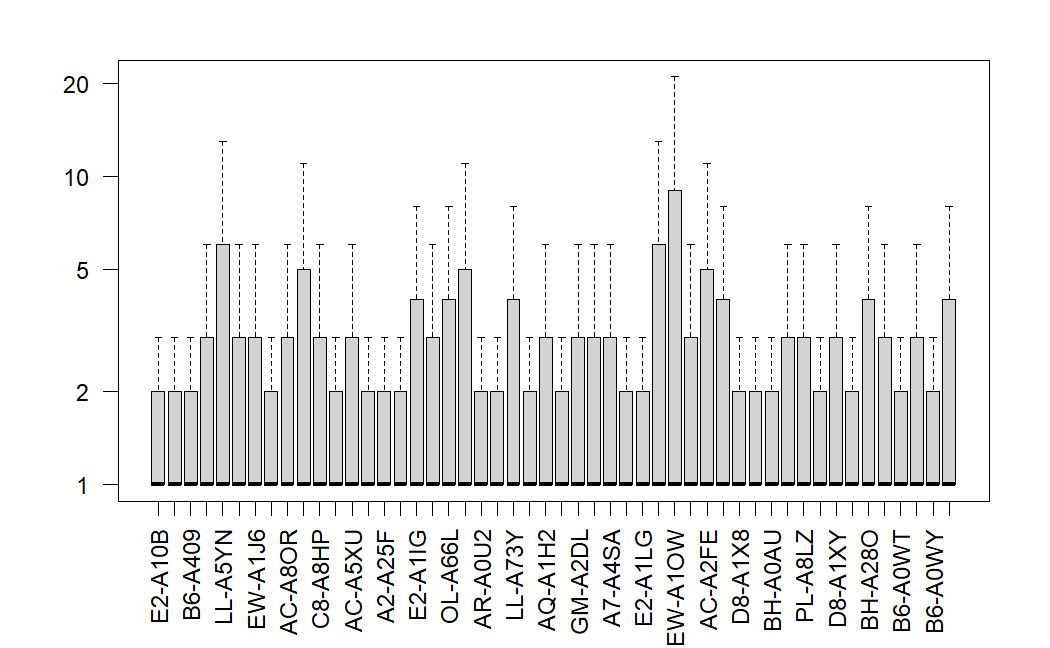 20
10
5
2
1
E2-A10B
B6-A409
LL-A5YN
EW-A1J6
AC-A8OR
C8-A8HP
AC-A5XU
A2-A25F
E2-A1IG
OL-A66L
AR-A0U2
LL-A73Y
AQ-A1H2
GM-A2DL
A7-A4SA
E2-A1LG
EW-A1OW
AC-A2FE
D8-A1X8
BH-A0AU
PL-A8LZ
D8-A1XY
BH-A28O
B6-A0WT
B6-A0WY